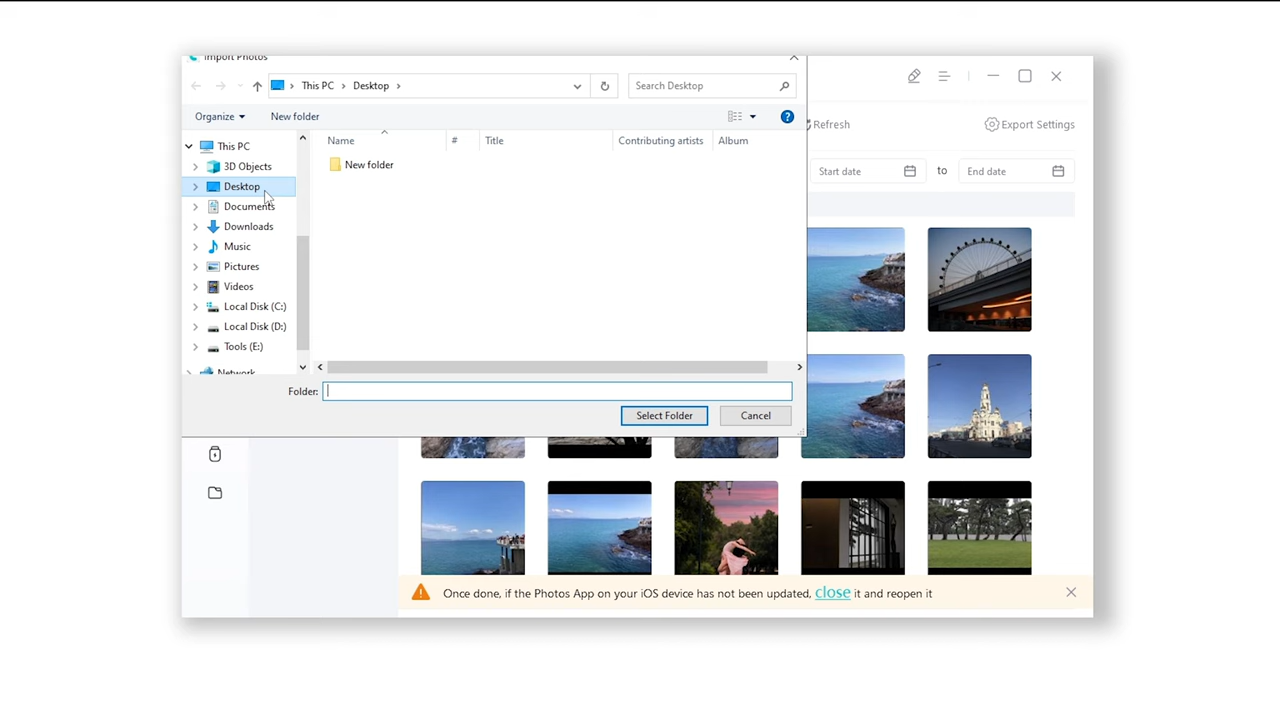 Import Photos
This PC
Desktop
Search Desktop
Organize
New folder
Name
#
Title
Contributing artists
Album
This PC
3D Objects
Desktop
Documents
Downloads
Music
Pictures
Videos
Local Disk (C:)
Local Disk (D:)
Tools (E:)
Network
New folder
Folder:
Select Folder
Cancel
Refresh
Export Settings
Start date
to
End date
Once done, if the Photos App on your iOS device has not been updated, close it and reopen it